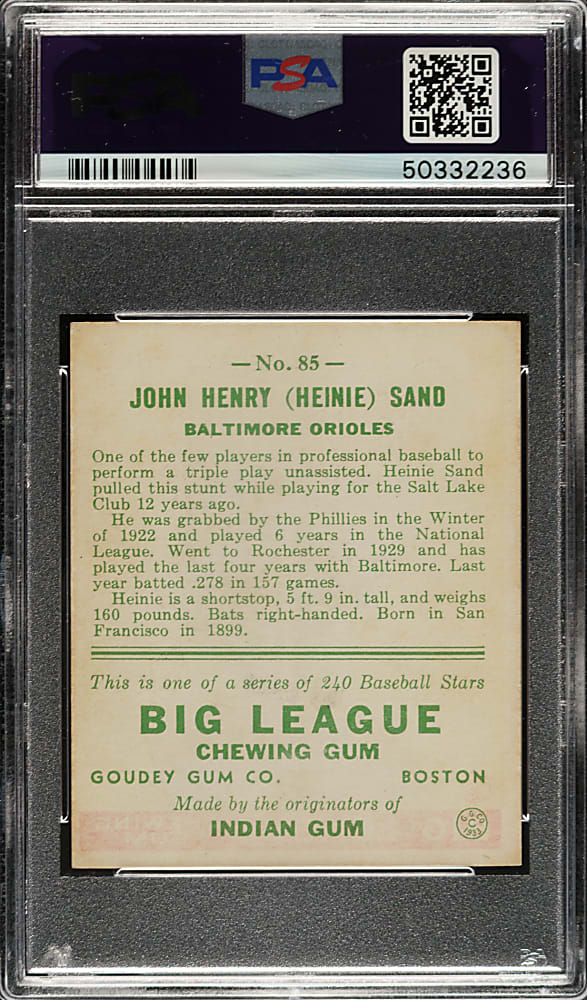 PSA
50332236
— No. 85 —
JOHN HENRY (HEINIE) SAND
BALTIMORE ORIOLES
One of the few players in professional baseball to
perform a triple play unassisted. Heinie Sand
pulled this stunt while playing for the Salt Lake
Club 12 years ago.
He was grabbed by the Phillies in the Winter
of 1922 and played 6 years in the National
League. Went to Rochester in 1929 and has
played the last four years with Baltimore. Last
year batted .278 in 157 games.
Heinie is a shortstop, 5 ft. 9 in. tall, and weighs
160 pounds. Bats right-handed. Born in San
Francisco in 1899.
This is one of a series of 240 Baseball Stars
BIG LEAGUE
CHEWING GUM
GOUDEY GUM CO. BOSTON
Made by the originators of
INDIAN GUM
G.G.CO.
C
1933